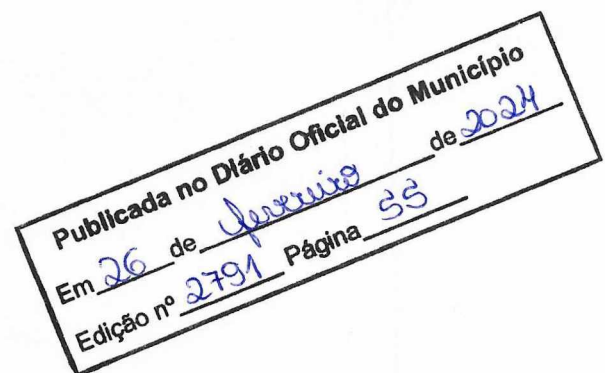 Publicada no Diário Oficial do Município
Em 26 de fevereiro de 2024
Edição nº 2791 Página 55